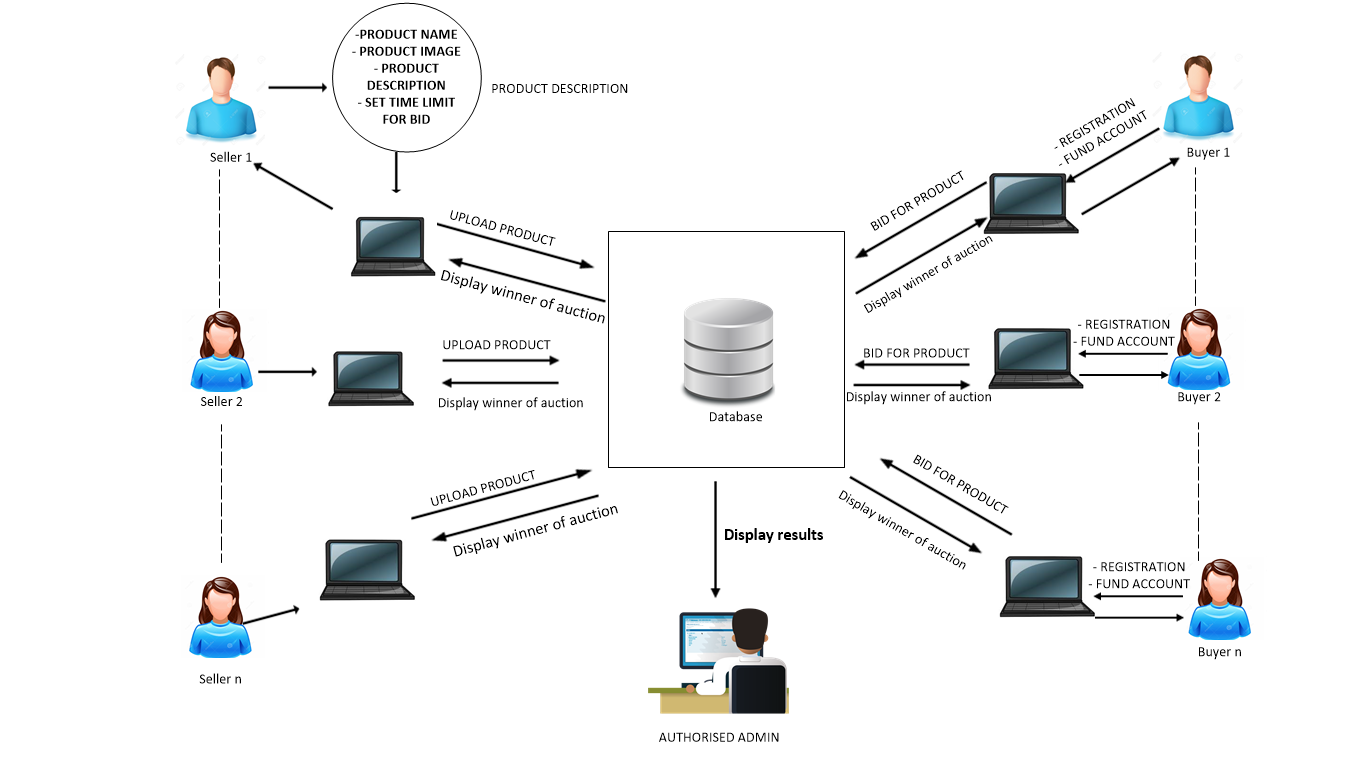 -PRODUCT NAME
- PRODUCT IMAGE
- PRODUCT
DESCRIPTION
- SET TIME LIMIT
FOR BID
PRODUCT DESCRIPTION
Seller 1
- REGISTRATION
- FUND ACCOUNT
Buyer 1
BID FOR PRODUCT
UPLOAD PRODUCT
Display winner of auction
Display winner of auction
UPLOAD PRODUCT
Display winner of auction
Seller 2
Database
BID FOR PRODUCT
Display winner of auction
- REGISTRATION
- FUND ACCOUNT
Buyer 2
UPLOAD PRODUCT
Display winner of auction
Seller n
Display results
BID FOR PRODUCT
Display winner of auction
- REGISTRATION
- FUND ACCOUNT
Buyer n
AUTHORISED ADMIN